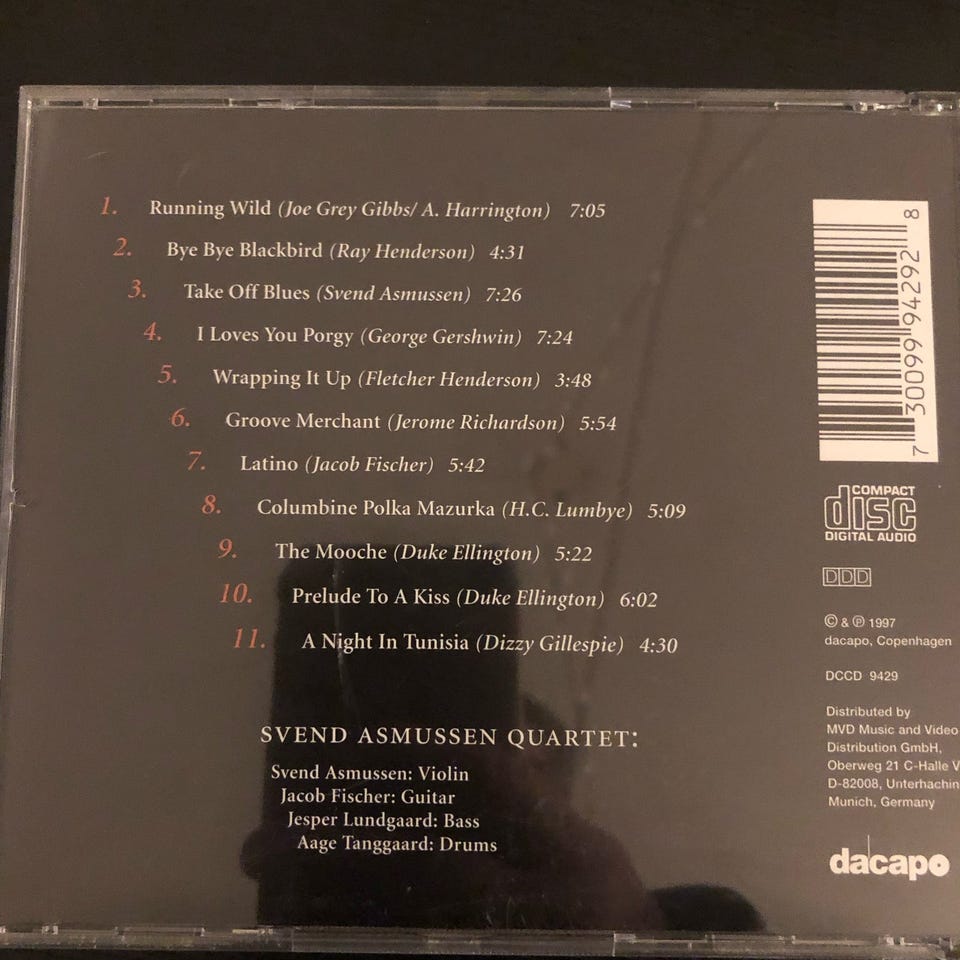 1. Running Wild (Joe Grey Gibbs/ A. Harrington) 7:05
2. Bye Bye Blackbird (Ray Henderson) 4:31
3. Take Off Blues (Svend Asmussen) 7:26
4. I Loves You Porgy (George Gershwin) 7:24
5. Wrapping It Up (Fletcher Henderson) 3:48
6. Groove Merchant (Jerome Richardson) 5:54
7. Latino (Jacob Fischer) 5:42
8. Columbine Polka Mazurka (H.C. Lumbye) 5:09
9. The Mooche (Duke Ellington) 5:22
10. Prelude To A Kiss (Duke Ellington) 6:02
11. A Night In Tunisia (Dizzy Gillespie) 4:30
SVEND ASMUSSEN QUARTET:
Svend Asmussen: Violin
Jacob Fischer: Guitar
Jesper Lundgaard: Bass
Aage Tanggaard: Drums
7 30099 94292 8
COMPACT
disc
DIGITAL AUDIO
DDD
© & ℗ 1997
dacapo, Copenhagen
DCCD 9429
Distributed by
MVD Music and Video
Distribution GmbH,
Oberweg 21 C-Halle V
D-82008, Unterhachin
Munich, Germany
dacapo